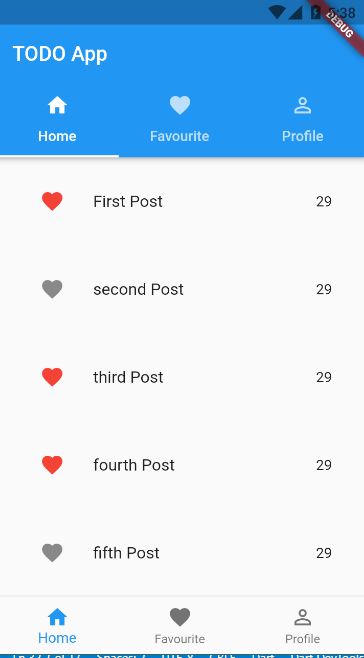 5:38
DEBUG
TODO App
Home Favourite Profile
First Post 29
second Post 29
third Post 29
fourth Post 29
fifth Post 29
Home Favourite Profile